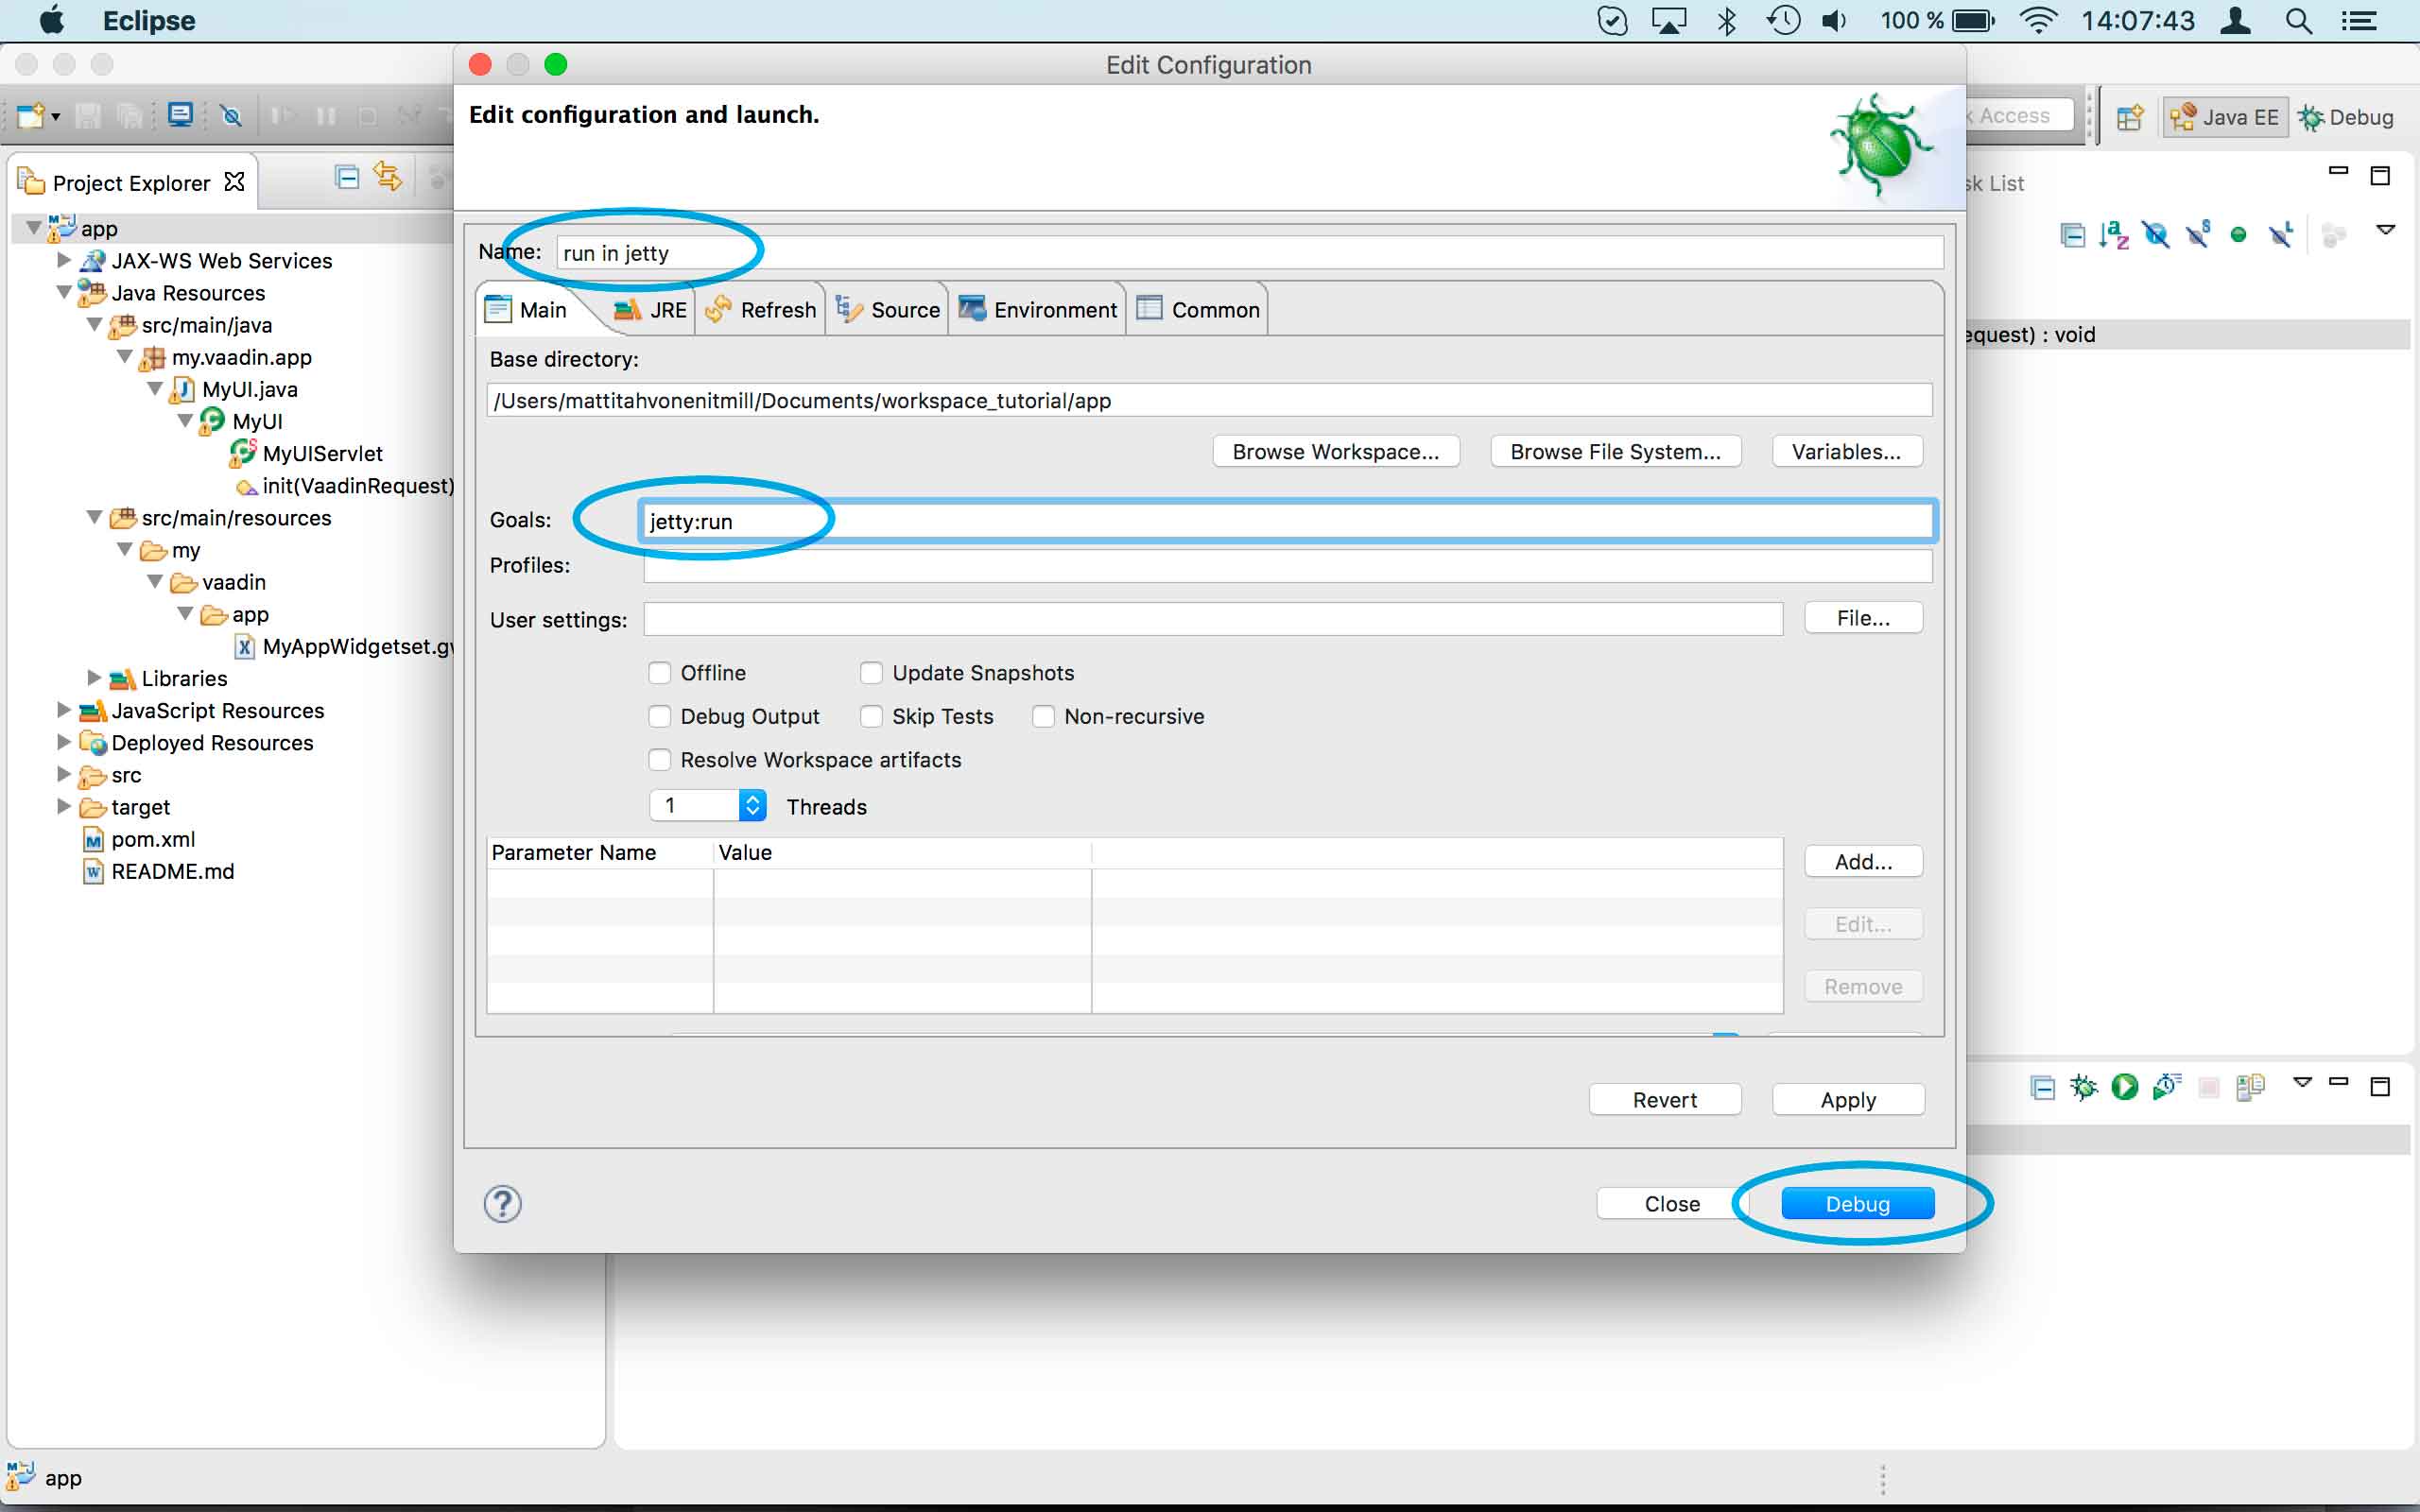 Eclipse
100 %
14:07:43
Edit Configuration
Edit configuration and launch.
Access
Java EE
Debug
Project Explorer
sk List
app
JAX-WS Web Services
Java Resources
src/main/java
my.vaadin.app
MyUI.java
MyUI
MyUIServlet
init(VaadinRequest)
src/main/resources
my
vaadin
app
MyAppWidgetset.gw
Libraries
JavaScript Resources
Deployed Resources
src
target
pom.xml
README.md
Name: run in jetty
Main JRE Refresh Source Environment Common
equest) : void
Base directory:
/Users/mattitahvonenitmill/Documents/workspace_tutorial/app
Browse Workspace... Browse File System... Variables...
Goals: jetty:run
Profiles:
User settings: File...
Offline Update Snapshots
Debug Output Skip Tests Non-recursive
Resolve Workspace artifacts
1 Threads
Parameter Name Value
Add...
Edit...
Remove
Revert Apply
Close Debug
app